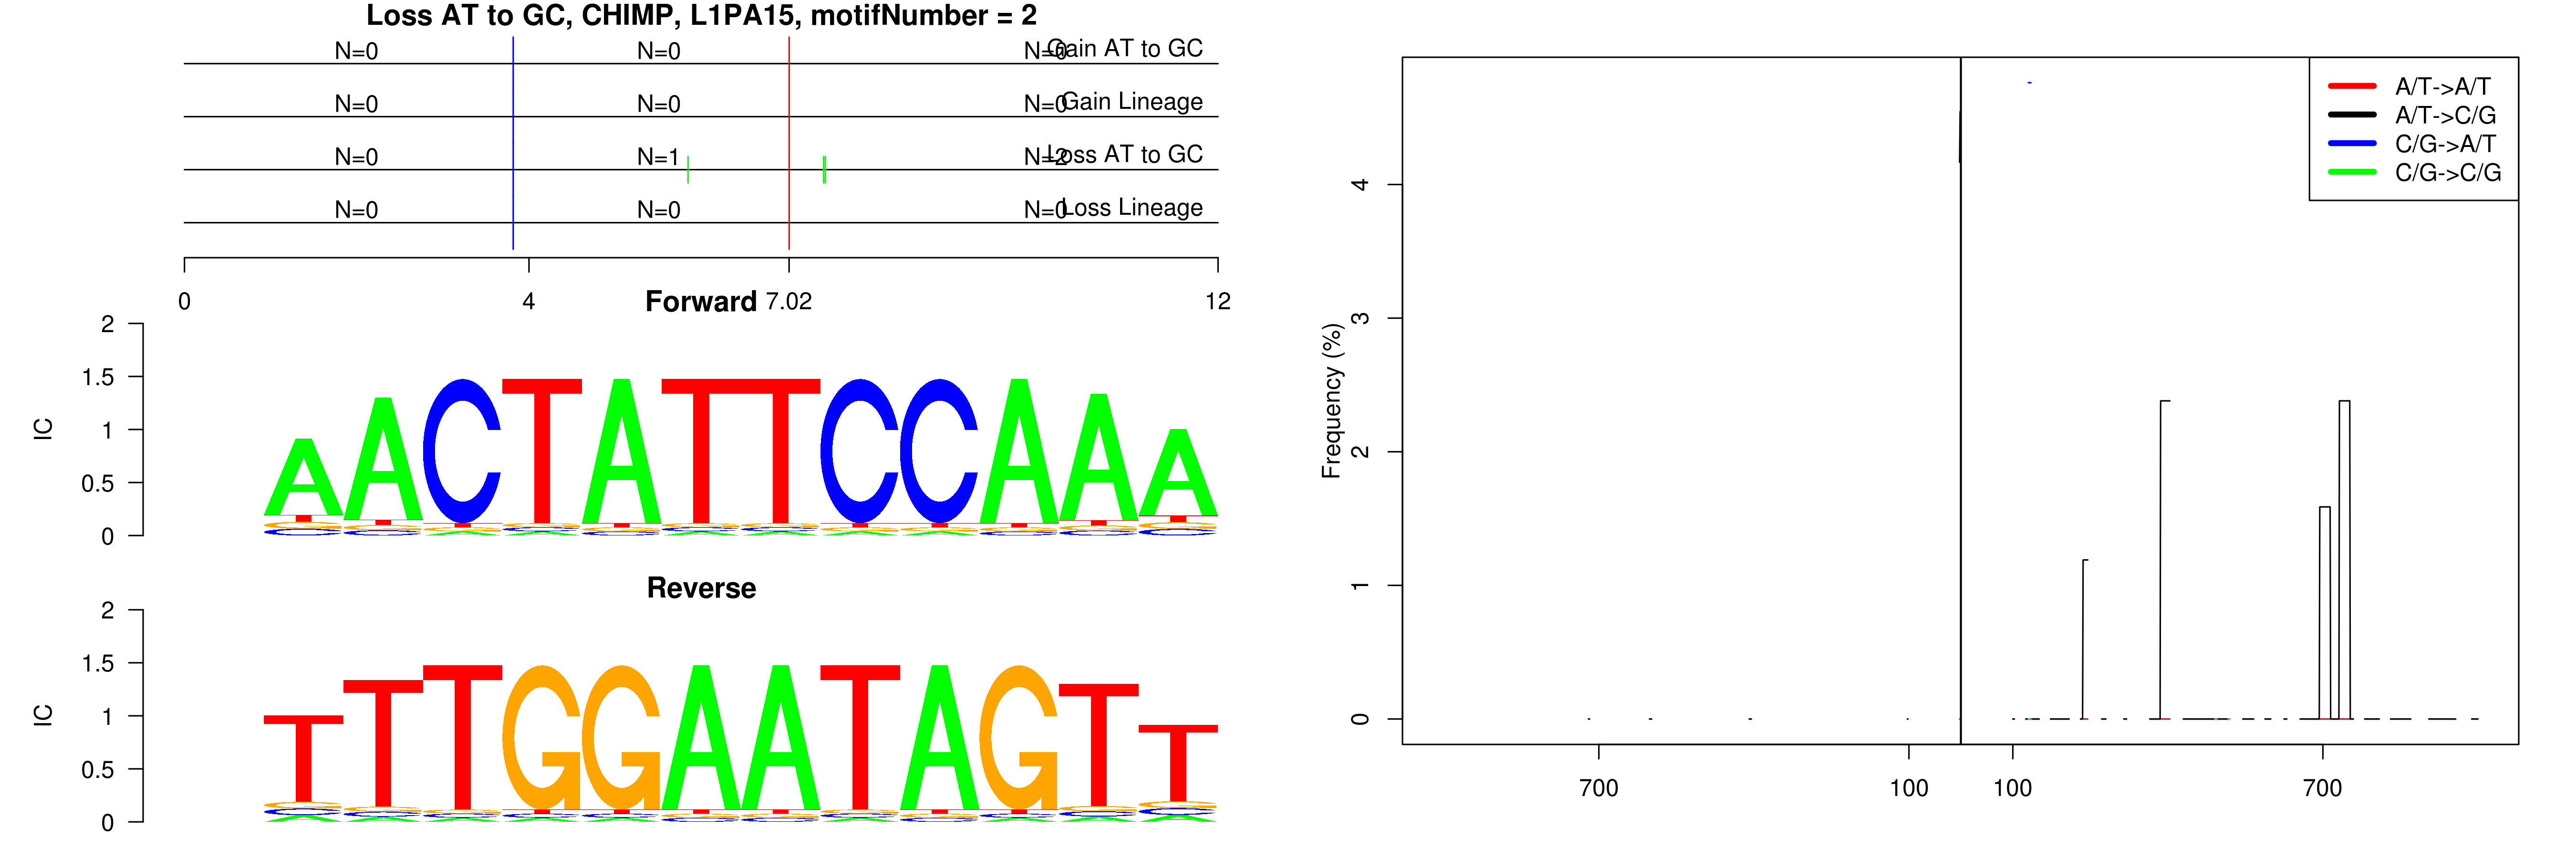 Loss AT to GC, CHIMP, L1PA15, motifNumber = 2
N=0 N=0 N=0 Gain AT to GC
N=0 N=0 N=0 Gain Lineage
N=0 N=1 N=2 Loss AT to GC
N=0 N=0 N=0 Loss Lineage
0 4 7.02 12
Forward
IC
2
1.5
1
0.5
0
AACTATTCCAAA
Reverse
IC
2
1.5
1
0.5
0
TTTGGAATAGTT
Frequency (%)
4
3
2
1
0
700 100 100 700
A/T->A/T
A/T->C/G
C/G->A/T
C/G->C/G